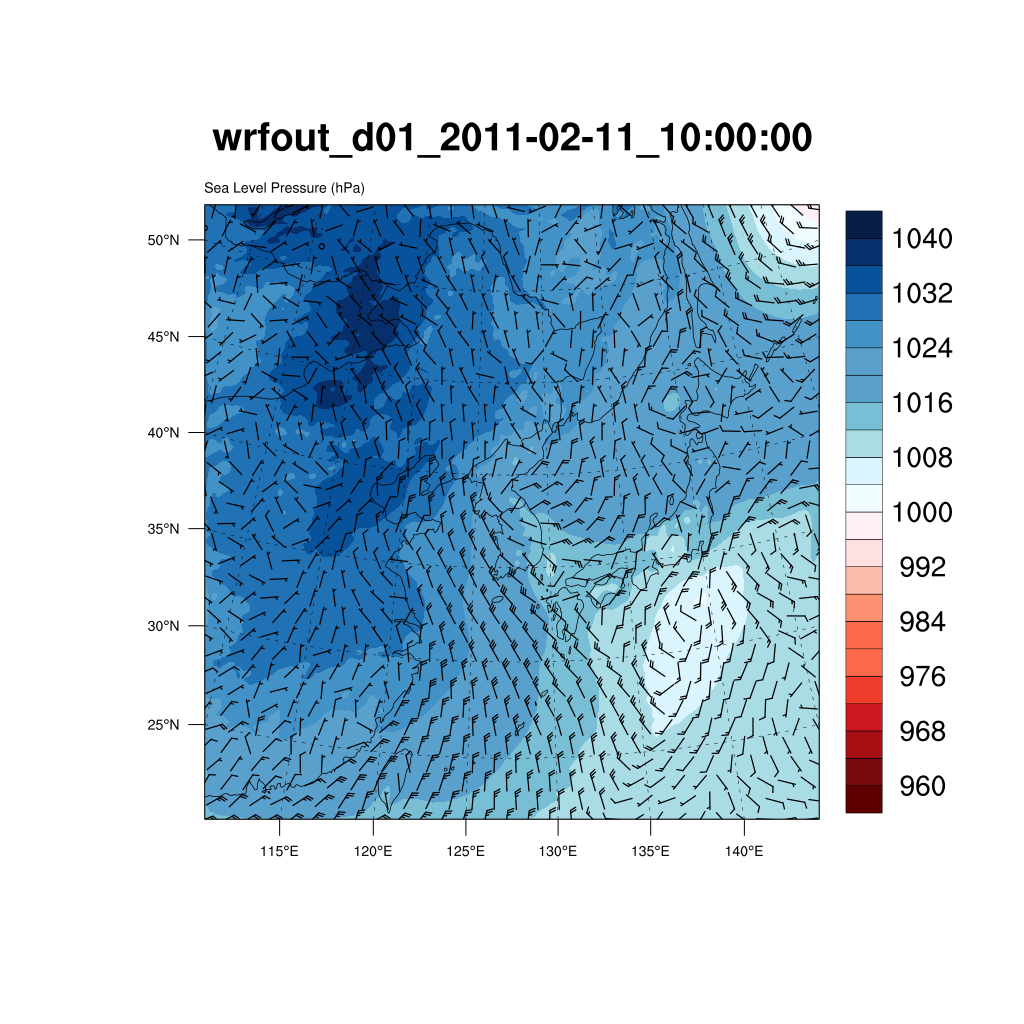 wrfout_d01_2011-02-11_10:00:00
Sea Level Pressure (hPa)
50°N
45°N
40°N
35°N
30°N
25°N
115°E
120°E
125°E
130°E
135°E
140°E
1040
1032
1024
1016
1008
1000
992
984
976
968
960